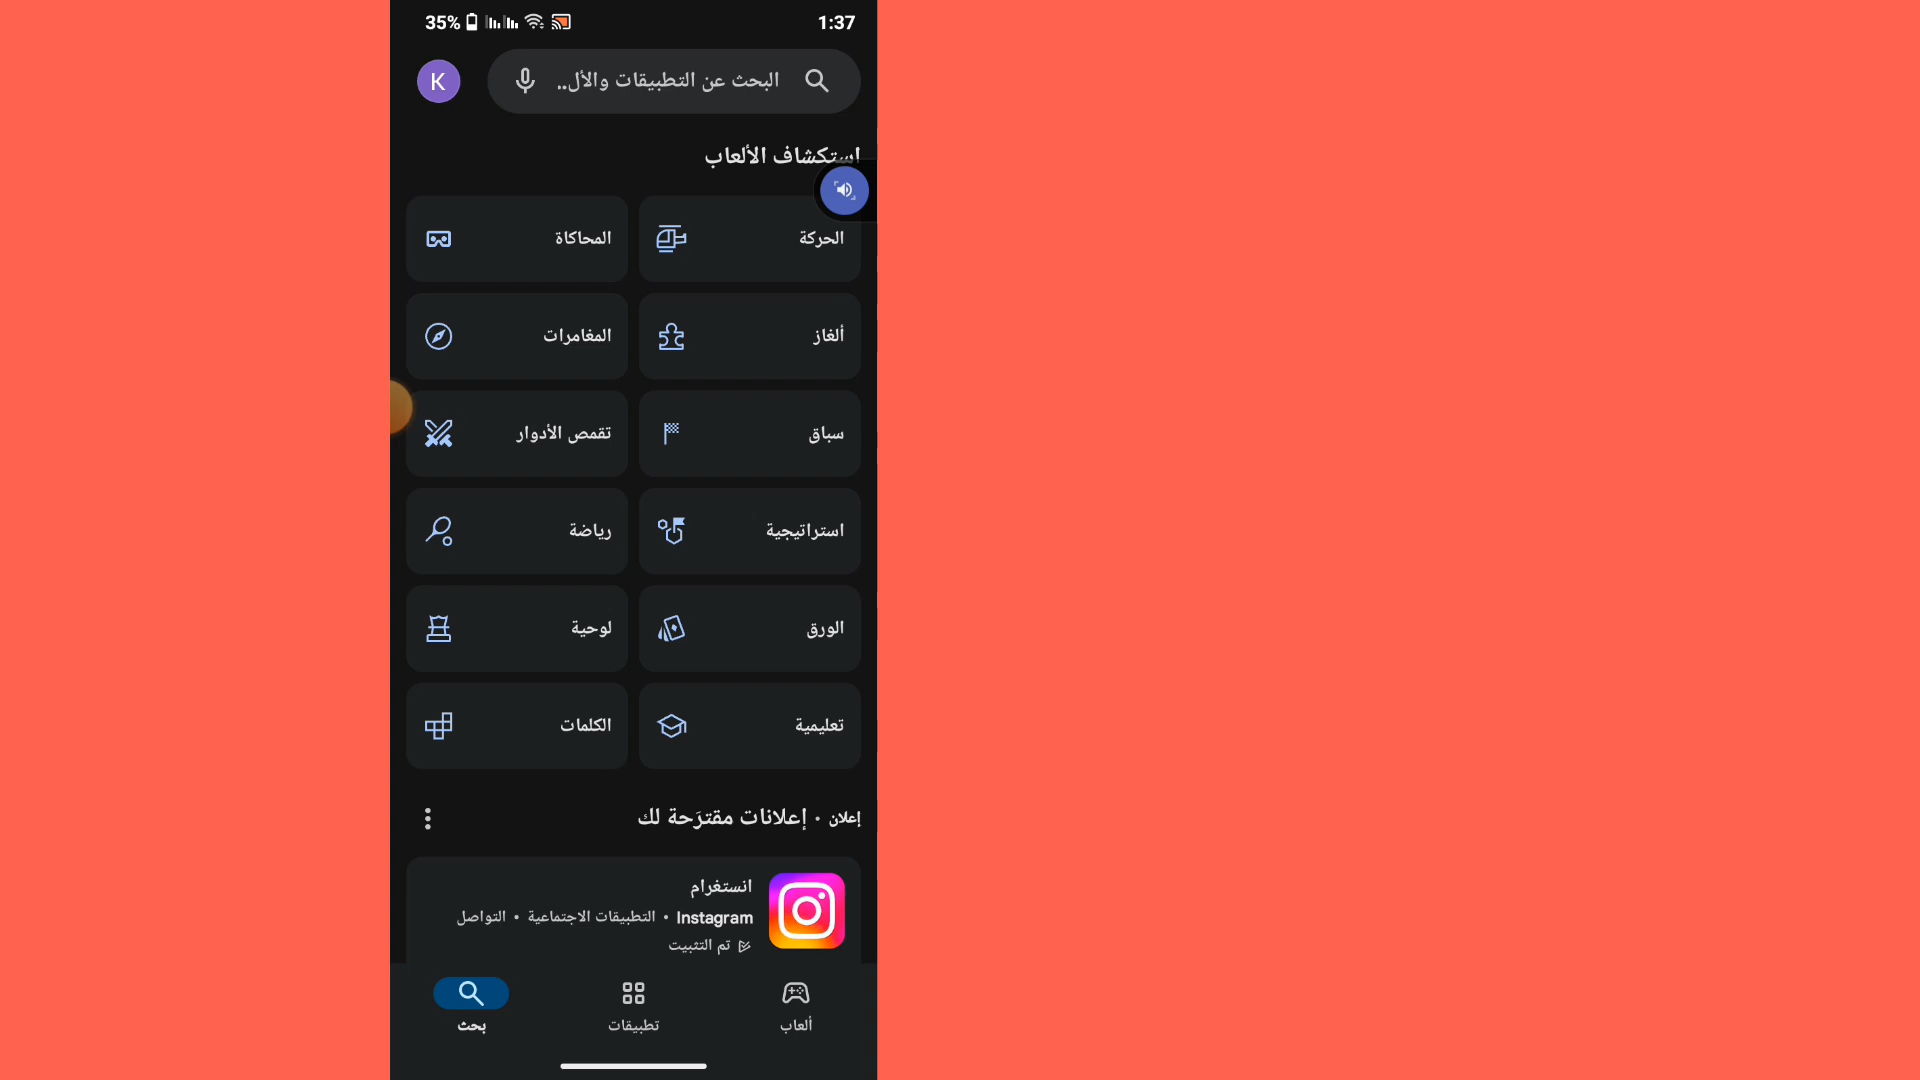 35% 1:37
K
البحث عن التطبيقات والأل..
استكشاف الألعاب
الحركة
المحاكاة
ألغاز
المغامرات
سباق
تقمص الأدوار
استراتيجية
رياضة
الورق
لوحية
تعليمية
الكلمات
إعلان • إعلانات مقترَحة لك
انستغرام
Instagram • التطبيقات الاجتماعية • التواصل
تم التثبيت
ألعاب
تطبيقات
بحث